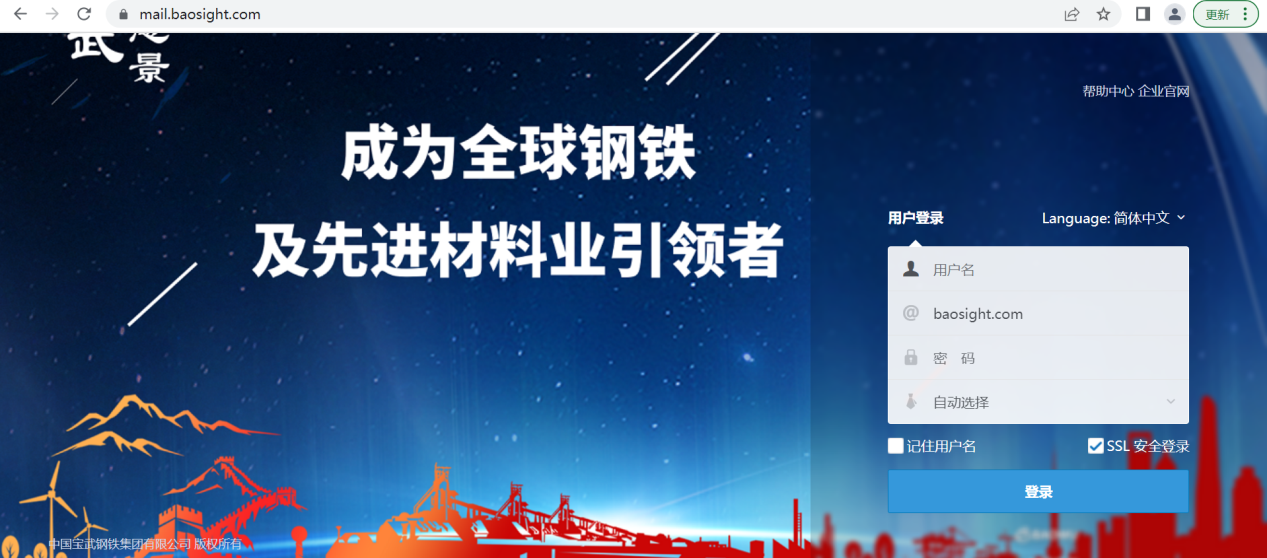 mail.baosight.com
更新
武
景
帮助中心 企业官网
成为全球钢铁
及先进材料业引领者
用户登录
Language: 简体中文
用户名
@ baosight.com
密 码
自动选择
记住用户名
SSL 安全登录
登录
中国宝武钢铁集团有限公司 版权所有